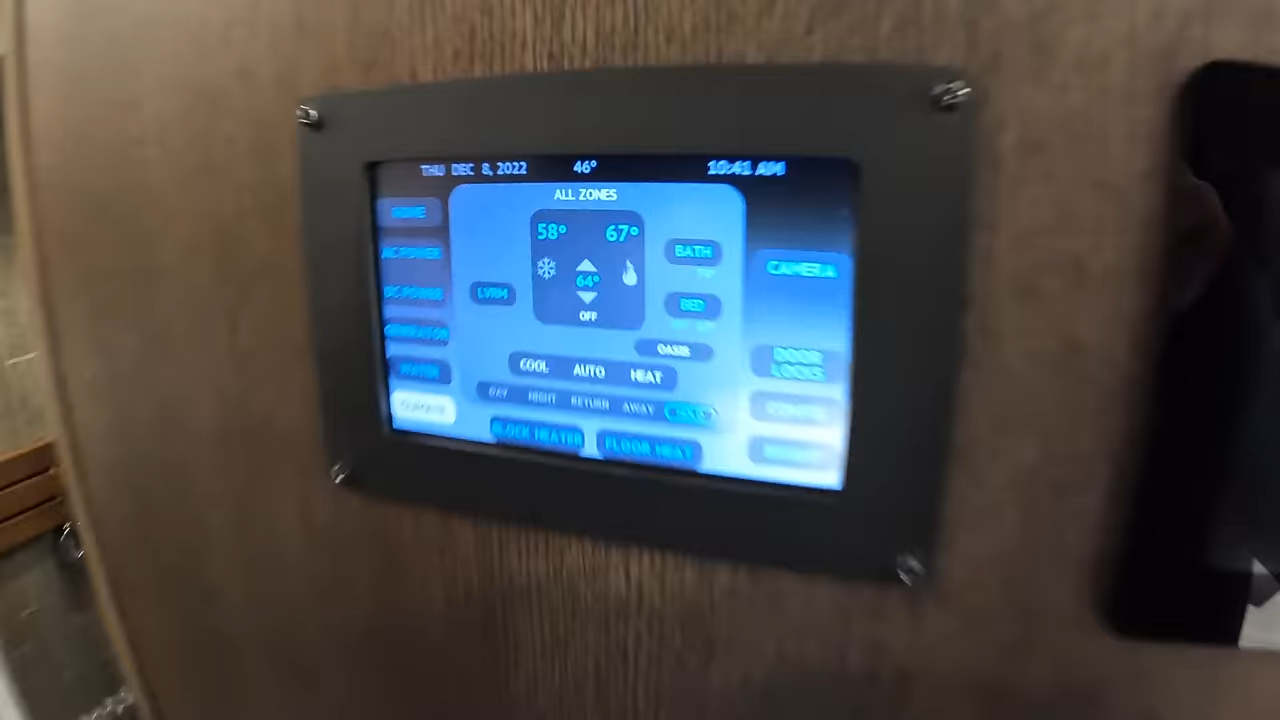 THU DEC 8, 2022 46° 10:41 AM
ALL ZONES
HOME
AC POWER
DC POWER
GENERATOR
WATER
CLIMATE
58° 67°
64°
OFF
LVRM
BATH
BED
OASIS
COOL AUTO HEAT
DAY NIGHT RETURN AWAY
BLOCK HEATER FLOOR HEAT
CAMERA
DOOR
LOCKS